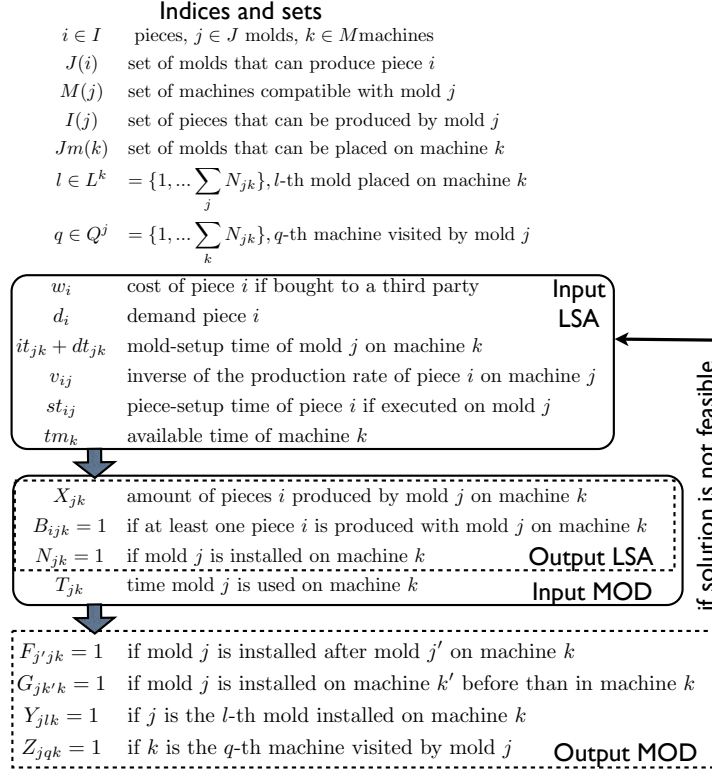 Indices and sets
i ∈ I pieces, j ∈ J molds, k ∈ Mmachines
J(i) set of molds that can produce piece i
M(j) set of machines compatible with mold j
I(j) set of pieces that can be produced by mold j
Jm(k) set of molds that can be placed on machine k
l ∈ L^k = {1, ... ∑_j N_jk}, l-th mold placed on machine k
q ∈ Q^j = {1, ... ∑_k N_jk}, q-th machine visited by mold j
w_i cost of piece i if bought to a third party
Input LSA
d_i demand piece i
it_jk + dt_jk mold-setup time of mold j on machine k
v_ij inverse of the production rate of piece i on machine j
st_ij piece-setup time of piece i if executed on mold j
tm_k available time of machine k
if solution is not feasible
X_jk amount of pieces i produced by mold j on machine k
B_ijk = 1 if at least one piece i is produced with mold j on machine k
N_jk = 1 if mold j is installed on machine k Output LSA
T_jk time mold j is used on machine k Input MOD
F_j'jk = 1 if mold j is installed after mold j' on machine k
G_jk'k = 1 if mold j is installed on machine k' before than in machine k
Y_jlk = 1 if j is the l-th mold installed on machine k
Z_jqk = 1 if k is the q-th machine visited by mold j Output MOD